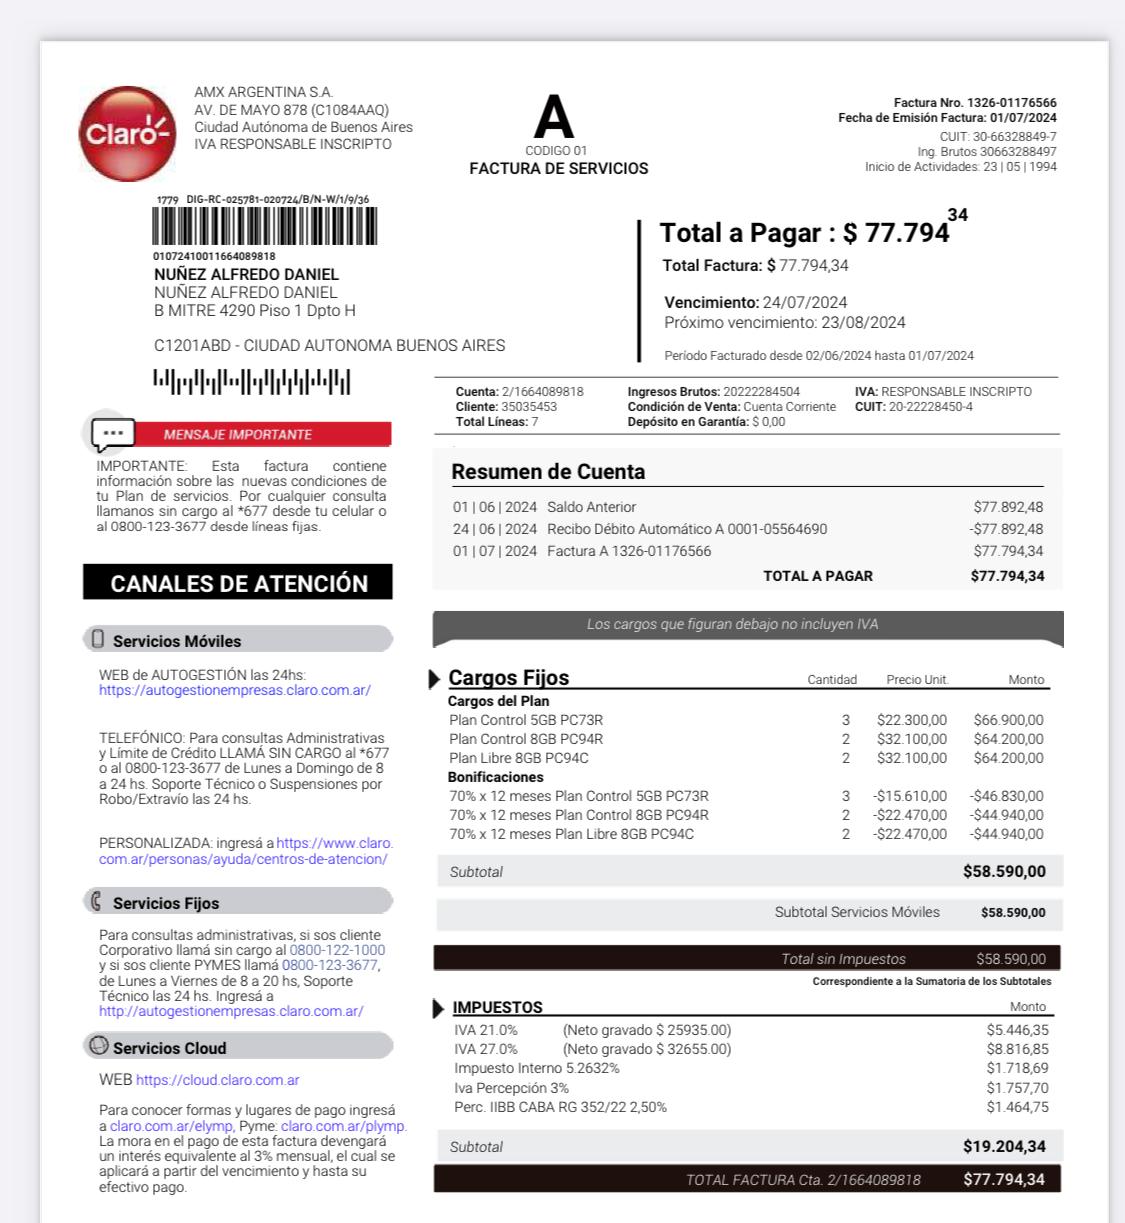 Claro
AMX ARGENTINA S.A.
AV. DE MAYO 878 (C1084AAQ)
Ciudad Autónoma de Buenos Aires
IVA RESPONSABLE INSCRIPTO
A
CODIGO 01
FACTURA DE SERVICIOS
Factura Nro. 1326-01176566
Fecha de Emisión Factura: 01/07/2024
CUIT: 30-66328849-7
Ing. Brutos 30663288497
Inicio de Actividades: 23 | 05 | 1994
1779 DIG-RC-025781-020724/B/N-W/1/9/36
01072410011664089818
NUÑEZ ALFREDO DANIEL
NUÑEZ ALFREDO DANIEL
B MITRE 4290 Piso 1 Dpto H
C1201ABD - CIUDAD AUTONOMA BUENOS AIRES
Total a Pagar : $ 77.794 34
Total Factura: $ 77.794,34
Vencimiento: 24/07/2024
Próximo vencimiento: 23/08/2024
Período Facturado desde 02/06/2024 hasta 01/07/2024
Cuenta: 2/1664089818 Ingresos Brutos: 20222284504 IVA: RESPONSABLE INSCRIPTO
Cliente: 35035453 Condición de Venta: Cuenta Corriente CUIT: 20-22228450-4
Total Líneas: 7 Depósito en Garantía: $ 0,00
MENSAJE IMPORTANTE
IMPORTANTE: Esta factura contiene
información sobre las nuevas condiciones de
tu Plan de servicios. Por cualquier consulta
llamanos sin cargo al *677 desde tu celular o
al 0800-123-3677 desde líneas fijas.
CANALES DE ATENCIÓN
Servicios Móviles
WEB de AUTOGESTIÓN las 24hs:
https://autogestionempresas.claro.com.ar/
TELEFÓNICO: Para consultas Administrativas
y Límite de Crédito LLAMÁ SIN CARGO al *677
o al 0800-123-3677 de Lunes a Domingo de 8
a 24 hs. Soporte Técnico o Suspensiones por
Robo/Extravío las 24 hs.
PERSONALIZADA: ingresá a https://www.claro.
com.ar/personas/ayuda/centros-de-atencion/
Servicios Fijos
Para consultas administrativas, si sos cliente
Corporativo llamá sin cargo al 0800-122-1000
y si sos cliente PYMES llamá 0800-123-3677,
de Lunes a Viernes de 8 a 20 hs, Soporte
Técnico las 24 hs. Ingresá a
http://autogestionempresas.claro.com.ar/
Servicios Cloud
WEB https://cloud.claro.com.ar
Para conocer formas y lugares de pago ingresá
a claro.com.ar/elymp, Pyme: claro.com.ar/plymp.
La mora en el pago de esta factura devengará
un interés equivalente al 3% mensual, el cual se
aplicará a partir del vencimiento y hasta su
efectivo pago.
Resumen de Cuenta
01 | 06 | 2024 Saldo Anterior $77.892,48
24 | 06 | 2024 Recibo Débito Automático A 0001-05564690 -$77.892,48
01 | 07 | 2024 Factura A 1326-01176566 $77.794,34
TOTAL A PAGAR $77.794,34
Los cargos que figuran debajo no incluyen IVA
Cargos Fijos Cantidad Precio Unit. Monto
Cargos del Plan
Plan Control 5GB PC73R 3 $22.300,00 $66.900,00
Plan Control 8GB PC94R 2 $32.100,00 $64.200,00
Plan Libre 8GB PC94C 2 $32.100,00 $64.200,00
Bonificaciones
70% x 12 meses Plan Control 5GB PC73R 3 -$15.610,00 -$46.830,00
70% x 12 meses Plan Control 8GB PC94R 2 -$22.470,00 -$44.940,00
70% x 12 meses Plan Libre 8GB PC94C 2 -$22.470,00 -$44.940,00
Subtotal $58.590,00
Subtotal Servicios Móviles $58.590,00
Total sin Impuestos $58.590,00
Correspondiente a la Sumatoria de los Subtotales
IMPUESTOS Monto
IVA 21.0% (Neto gravado $ 25935.00) $5.446,35
IVA 27.0% (Neto gravado $ 32655.00) $8.816,85
Impuesto Interno 5.2632% $1.718,69
Iva Percepción 3% $1.757,70
Perc. IIBB CABA RG 352/22 2,50% $1.464,75
Subtotal $19.204,34
TOTAL FACTURA Cta. 2/1664089818 $77.794,34